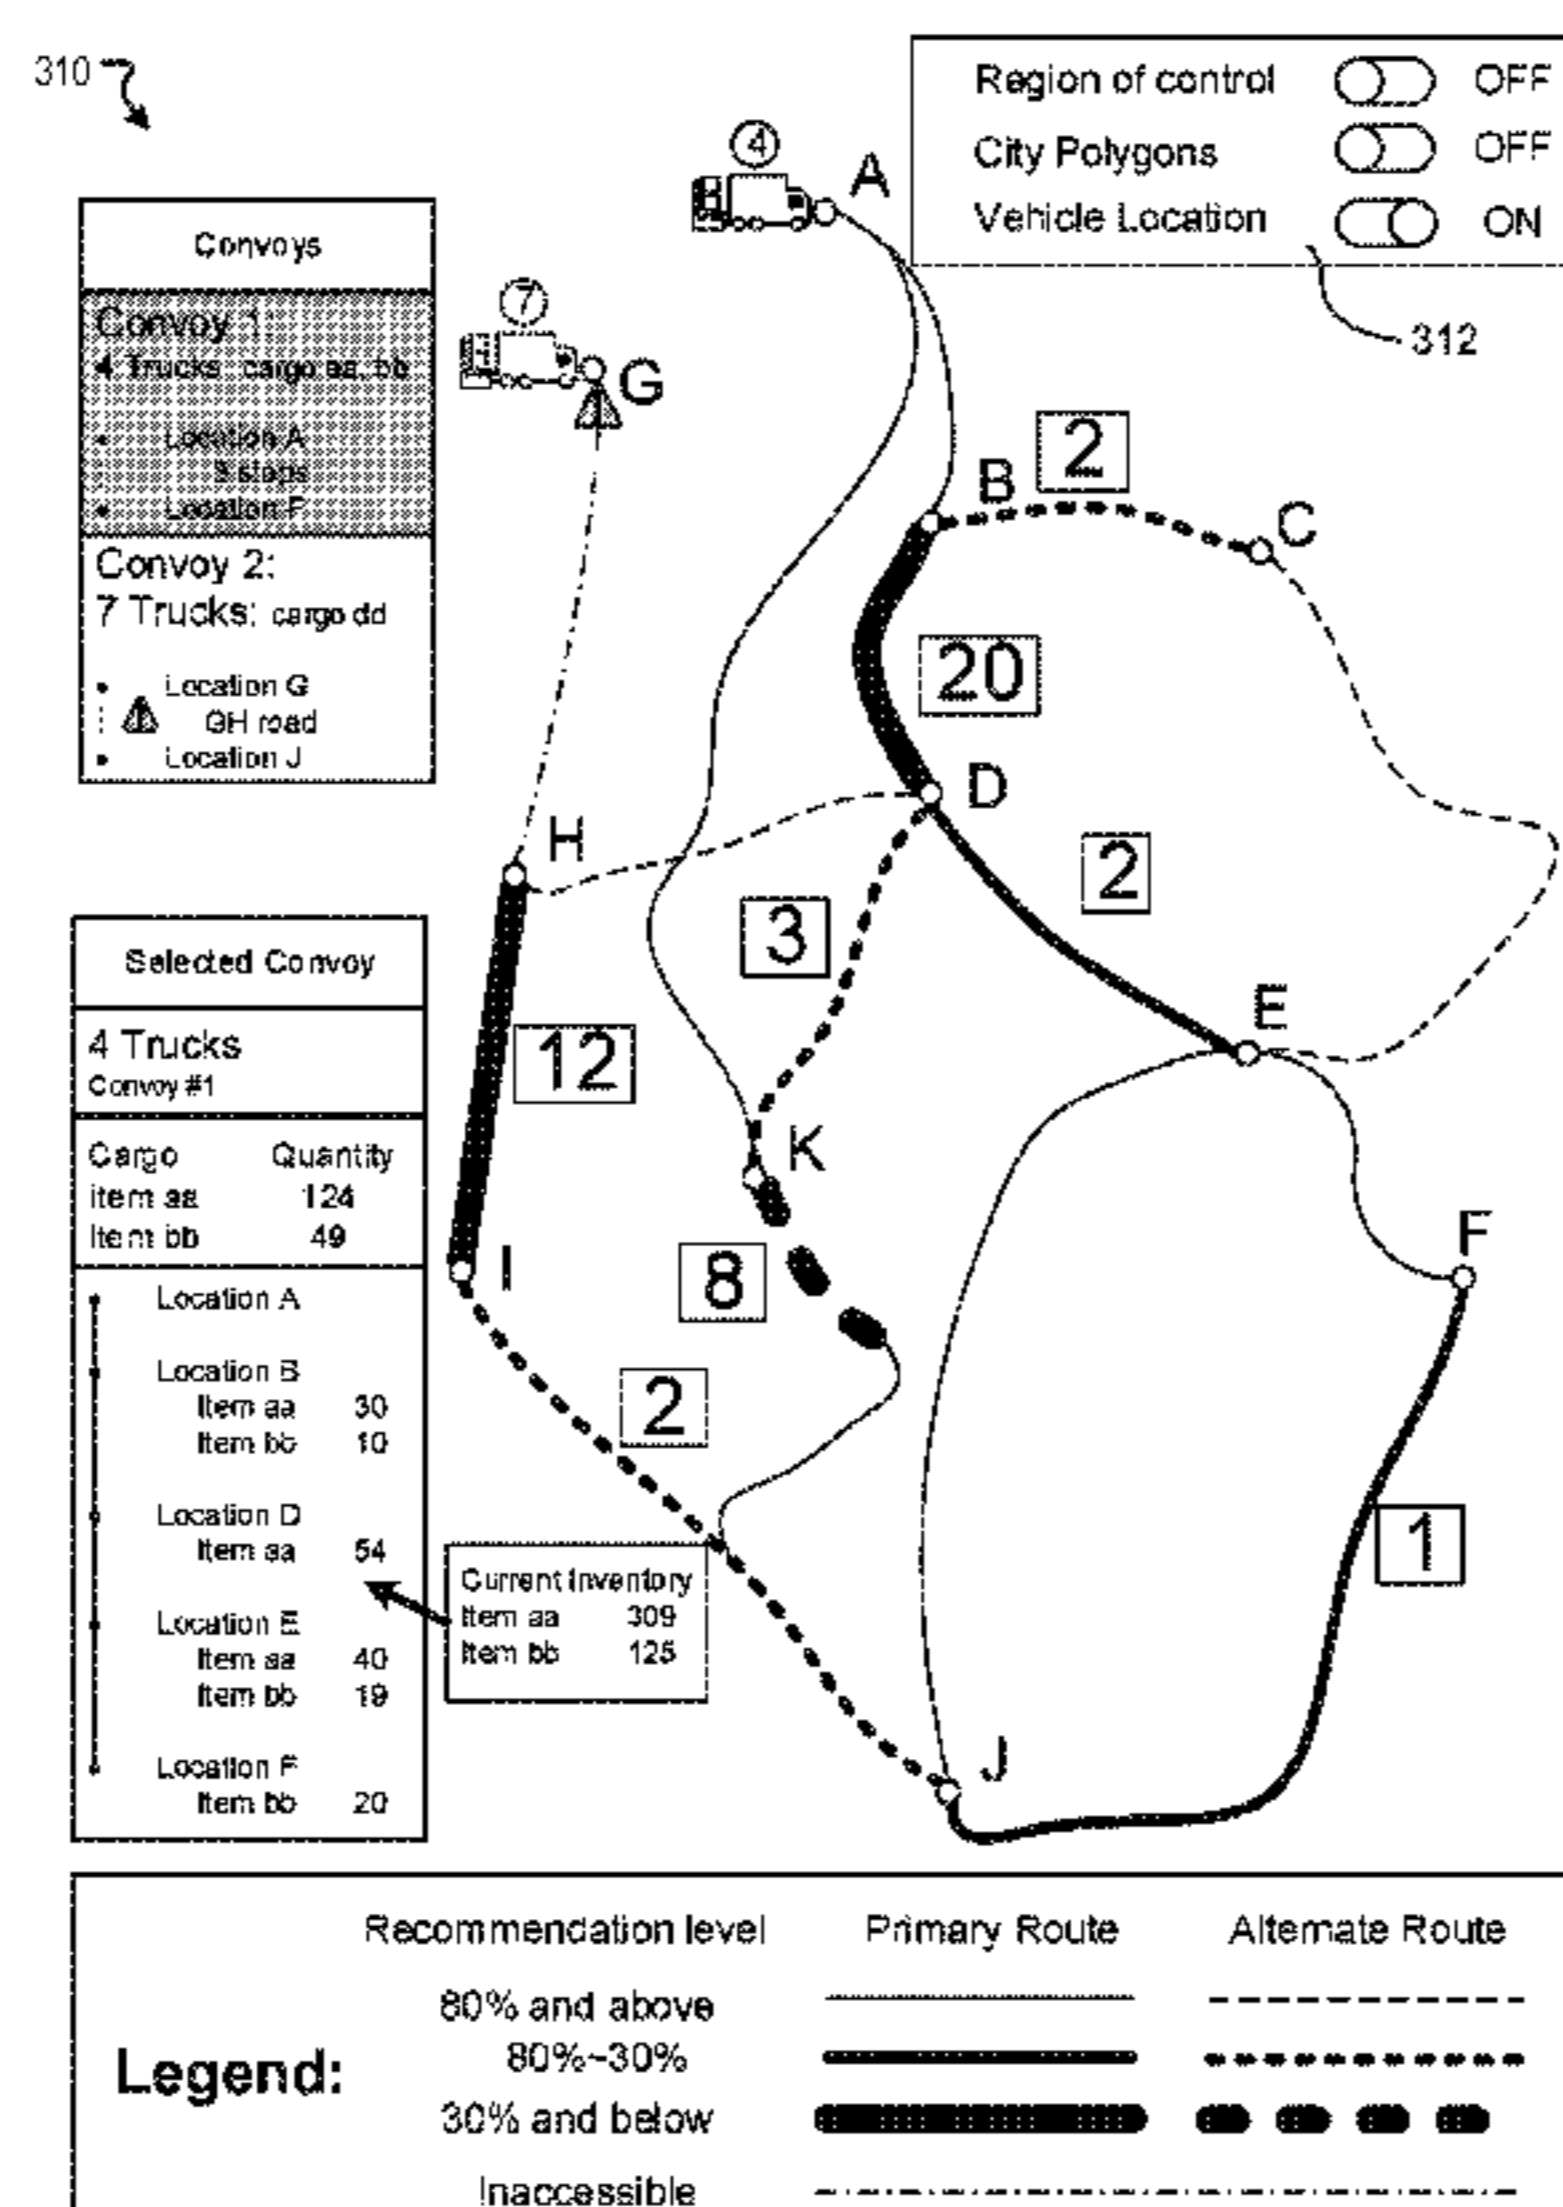 310
Region of control OFF
City Polygons OFF
Vehicle Location ON
312
Convoys
Convoy 1:
4 Trucks: cargo aa, bb
Location A
3 stops
Location F
Convoy 2:
7 Trucks: cargo dd
Location G
GH road
Location J
4
A
7
G
B
2
C
20
D
H
3
2
E
12
K
I
8
F
2
1
J
Selected Convoy
4 Trucks
Convoy #1
Cargo Quantity
item aa 124
Item bb 49
Location A
Location B
Item aa 30
Item bb 10
Location D
Item aa 54
Location E
Item aa 40
Item bb 19
Location F
Item bb 20
Current Inventory
Item aa 309
Item bb 125
Legend:
Recommendation level Primary Route Alternate Route
80% and above
80%~30%
30% and below
Inaccessible